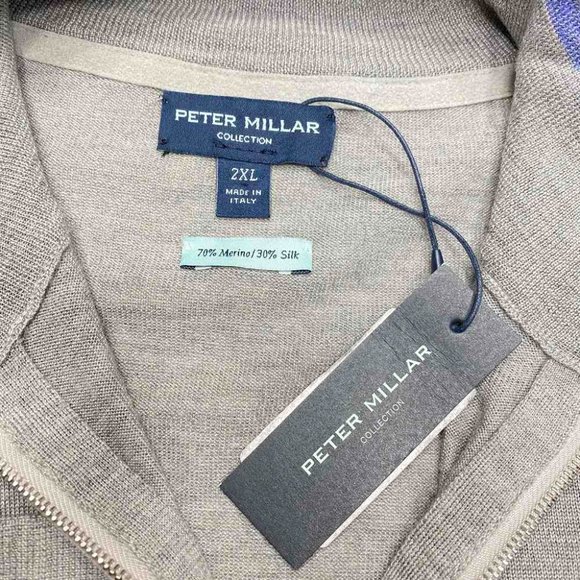 PETER MILLAR
COLLECTION
2XL
MADE IN
ITALY
70% Merino/30% Silk
PETER MILLAR
COLLECTION